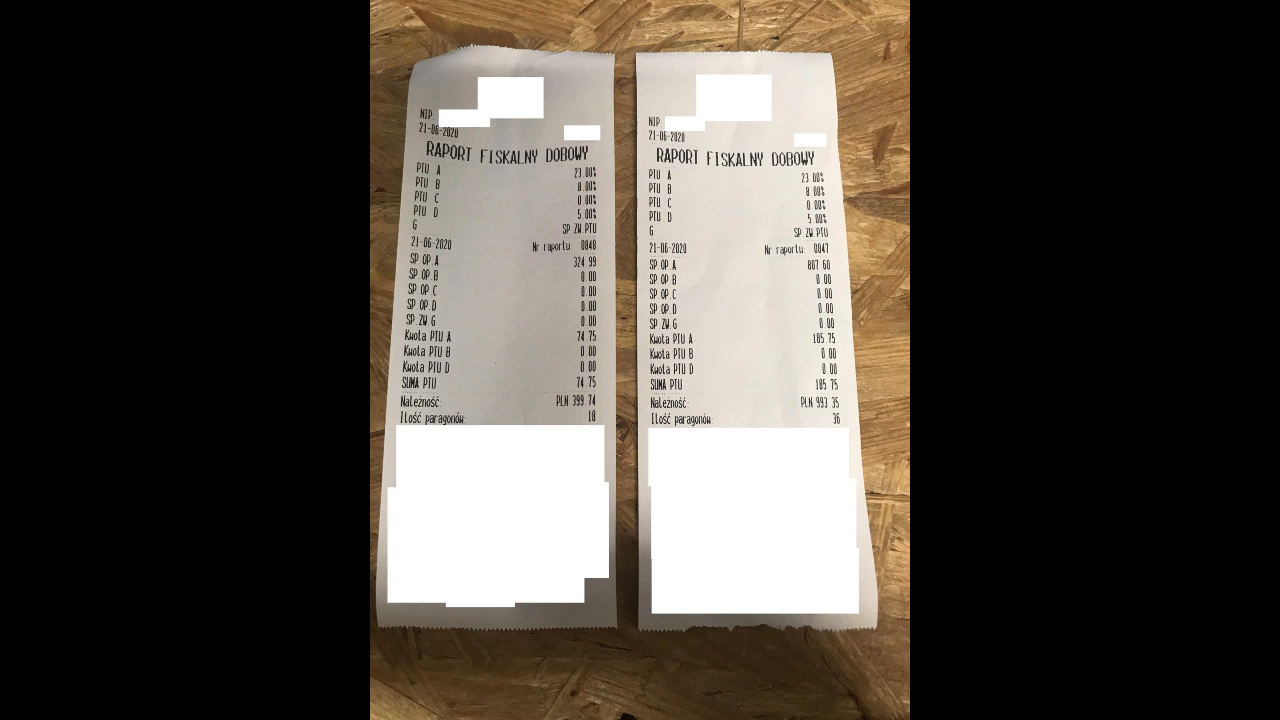 NIP:
21-06-2020
RAPORT FISKALNY DOBOWY
PTU A 23.00%
PTU B 8.00%
PTU C 0.00%
PTU D 5.00%
G SP.ZW.PTU
21-06-2020 Nr raportu: 0848
SP.OP.A 324.99
SP.OP.B 0.00
SP.OP.C 0.00
SP.OP.D 0.00
SP.ZW.G 0.00
Kwota PTU A 74.75
Kwota PTU B 0.00
Kwota PTU D 0.00
SUMA PTU 74.75
Należność: PLN 399.74
Ilość paragonów: 18
NIP:
21-06-2020
RAPORT FISKALNY DOBOWY
PTU A 23.00%
PTU B 8.00%
PTU C 0.00%
PTU D 5.00%
G SP.ZW.PTU
21-06-2020 Nr raportu: 0847
SP.OP.A 807.60
SP.OP.B 0.00
SP.OP.C 0.00
SP.OP.D 0.00
SP.ZW.G 0.00
Kwota PTU A 185.75
Kwota PTU B 0.00
Kwota PTU D 0.00
SUMA PTU 185.75
Należność: PLN 993.35
Ilość paragonów: 36